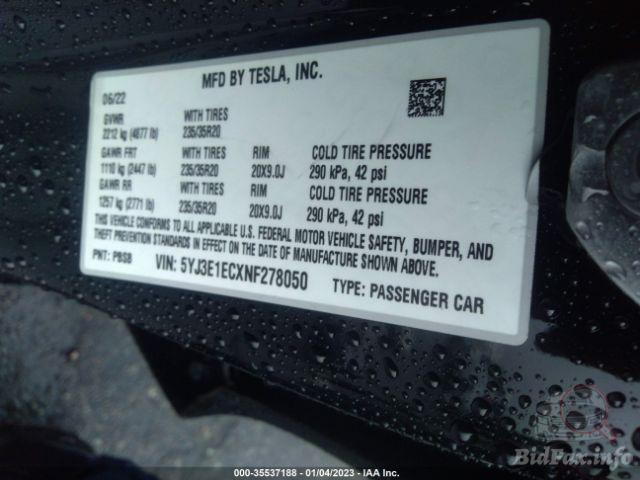 MFD BY TESLA, INC.
06/22
GVWR WITH TIRES
2212 kg (4877 lb) 235/35R20
GAWR FRT WITH TIRES RIM COLD TIRE PRESSURE
1110 kg (2447 lb) 235/35R20 20X9.0J 290 kPa, 42 psi
GAWR RR WITH TIRES RIM COLD TIRE PRESSURE
1257 kg (2771 lb) 235/35R20 20X9.0J 290 kPa, 42 psi
THIS VEHICLE CONFORMS TO ALL APPLICABLE U.S. FEDERAL MOTOR VEHICLE SAFETY, BUMPER, AND
THEFT PREVENTION STANDARDS IN EFFECT ON THE DATE OF MANUFACTURE SHOWN ABOVE.
PNT: PBSB VIN: 5YJ3E1ECXNF278050 TYPE: PASSENGER CAR
BidFax.info
000-35537188 - 01/04/2023 - IAA Inc.